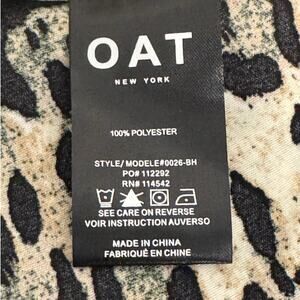 OAT
NEW YORK
100% POLYESTER
STYLE/ MODELE#0026-BH
PO# 112292
RN# 114542
SEE CARE ON REVERSE
VOIR INSTRUCTION AUVERSO
MADE IN CHINA
FABRIQUÉ EN CHINE